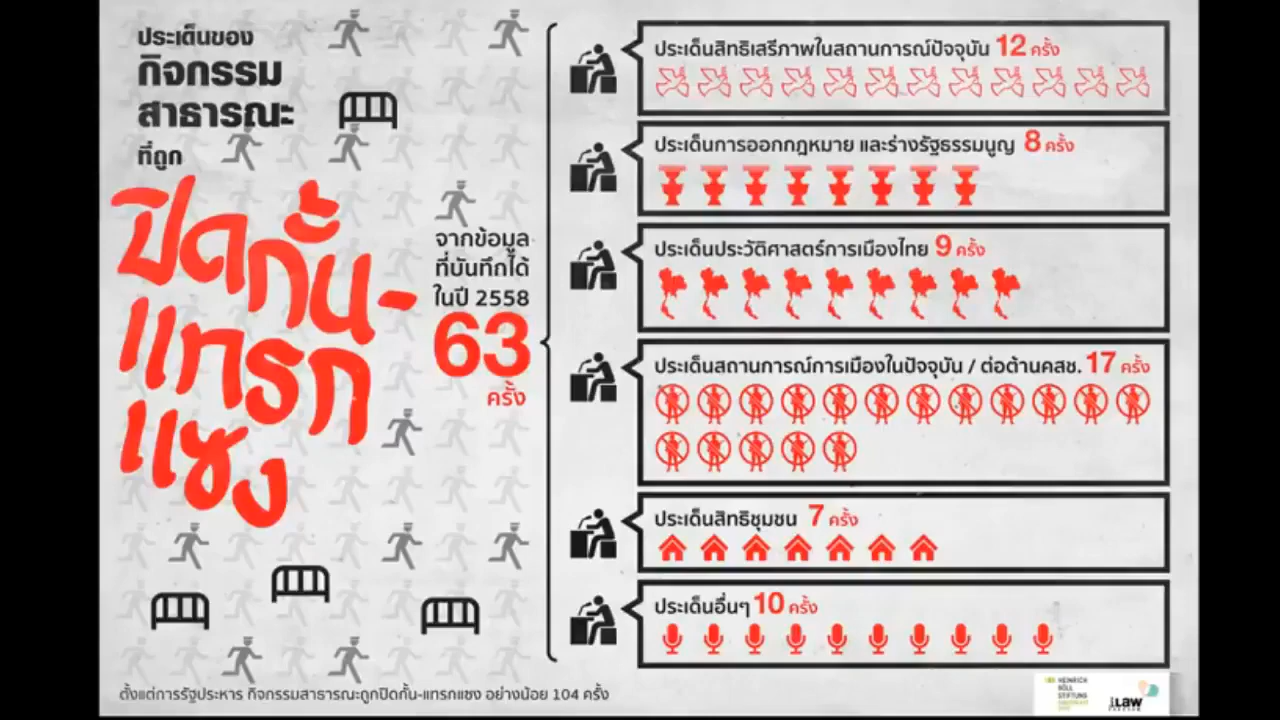 ประเด็นของ
กิจกรรม
สาธารณะ
ที่ถูก
ปิดกั้น-
แทรก
แซง
จากข้อมูล
ที่บันทึกได้
ในปี 2558
63
ครั้ง
ประเด็นสิทธิเสรีภาพในสถานการณ์ปัจจุบัน 12 ครั้ง
ประเด็นการออกกฎหมาย และร่างรัฐธรรมนูญ 8 ครั้ง
ประเด็นประวัติศาสตร์การเมืองไทย 9 ครั้ง
ประเด็นสถานการณ์การเมืองในปัจจุบัน / ต่อต้านคสช. 17 ครั้ง
ประเด็นสิทธิชุมชน 7 ครั้ง
ประเด็นอื่นๆ 10 ครั้ง
ตั้งแต่การรัฐประหาร กิจกรรมสาธารณะถูกปิดกั้น-แทรกแซง อย่างน้อย 104 ครั้ง
HEINRICH
BÖLL
STIFTUNG
iLAW